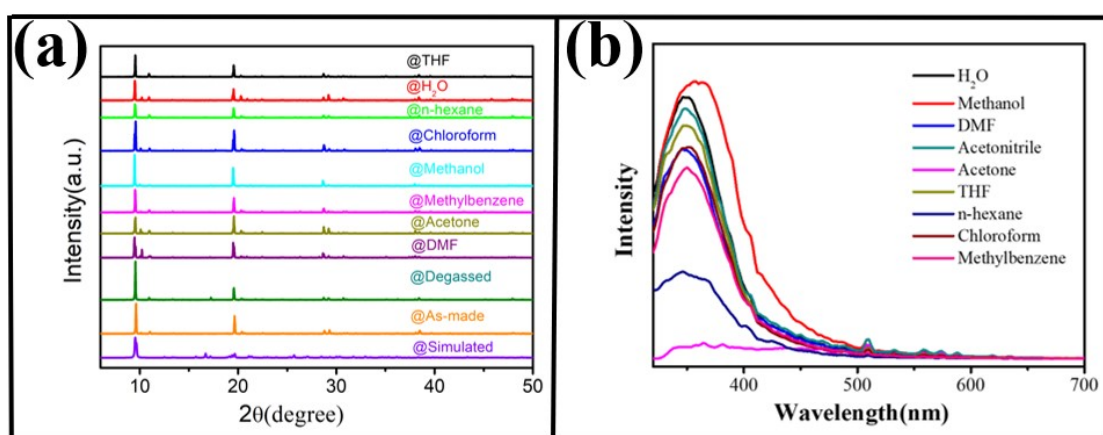 (a)
Intensity(a.u.)
@THF
@H₂O
@n-hexane
@Chloroform
@Methanol
@Methylbenzene
@Acetone
@DMF
@Degassed
@As-made
@Simulated
10 20 30 40 50
2θ(degree)
(b)
Intensity
H₂O
Methanol
DMF
Acetonitrile
Acetone
THF
n-hexane
Chloroform
Methylbenzene
400 500 600 700
Wavelength(nm)